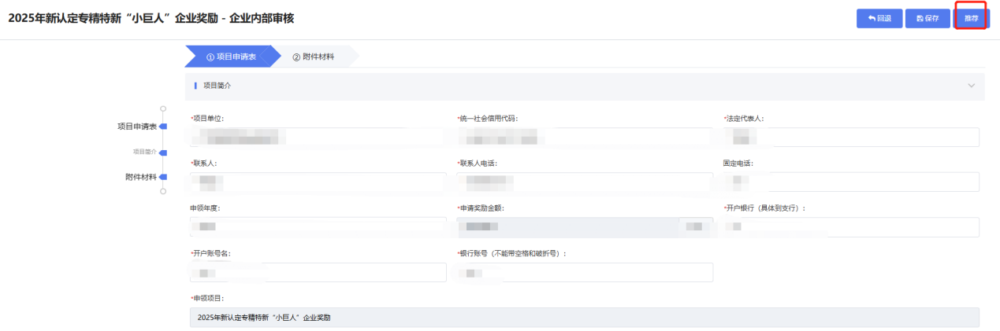 2025年新认定专精特新“小巨人”企业奖励 - 企业内部审核
回退
保存
推荐
① 项目申请表
② 附件材料
项目简介
项目申请表
项目简介
附件材料
*项目单位:
*统一社会信用代码:
*法定代表人:
*联系人:
*联系人电话:
固定电话:
申领年度:
*申请奖励金额:
*开户银行（具体到支行）:
*开户账号名:
*银行账号（不能带空格和破折号）:
*申领项目:
2025年新认定专精特新“小巨人”企业奖励